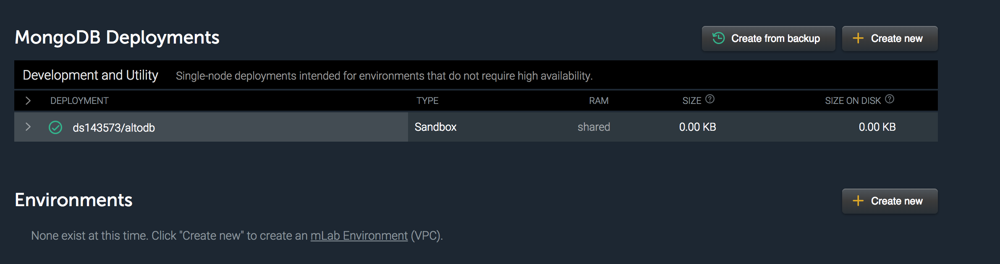 MongoDB Deployments
Create from backup
Create new
Development and Utility Single-node deployments intended for environments that do not require high availability.
DEPLOYMENT TYPE RAM SIZE ? SIZE ON DISK ?
ds143573/altodb Sandbox shared 0.00 KB 0.00 KB
Environments
Create new
None exist at this time. Click "Create new" to create an mLab Environment (VPC).